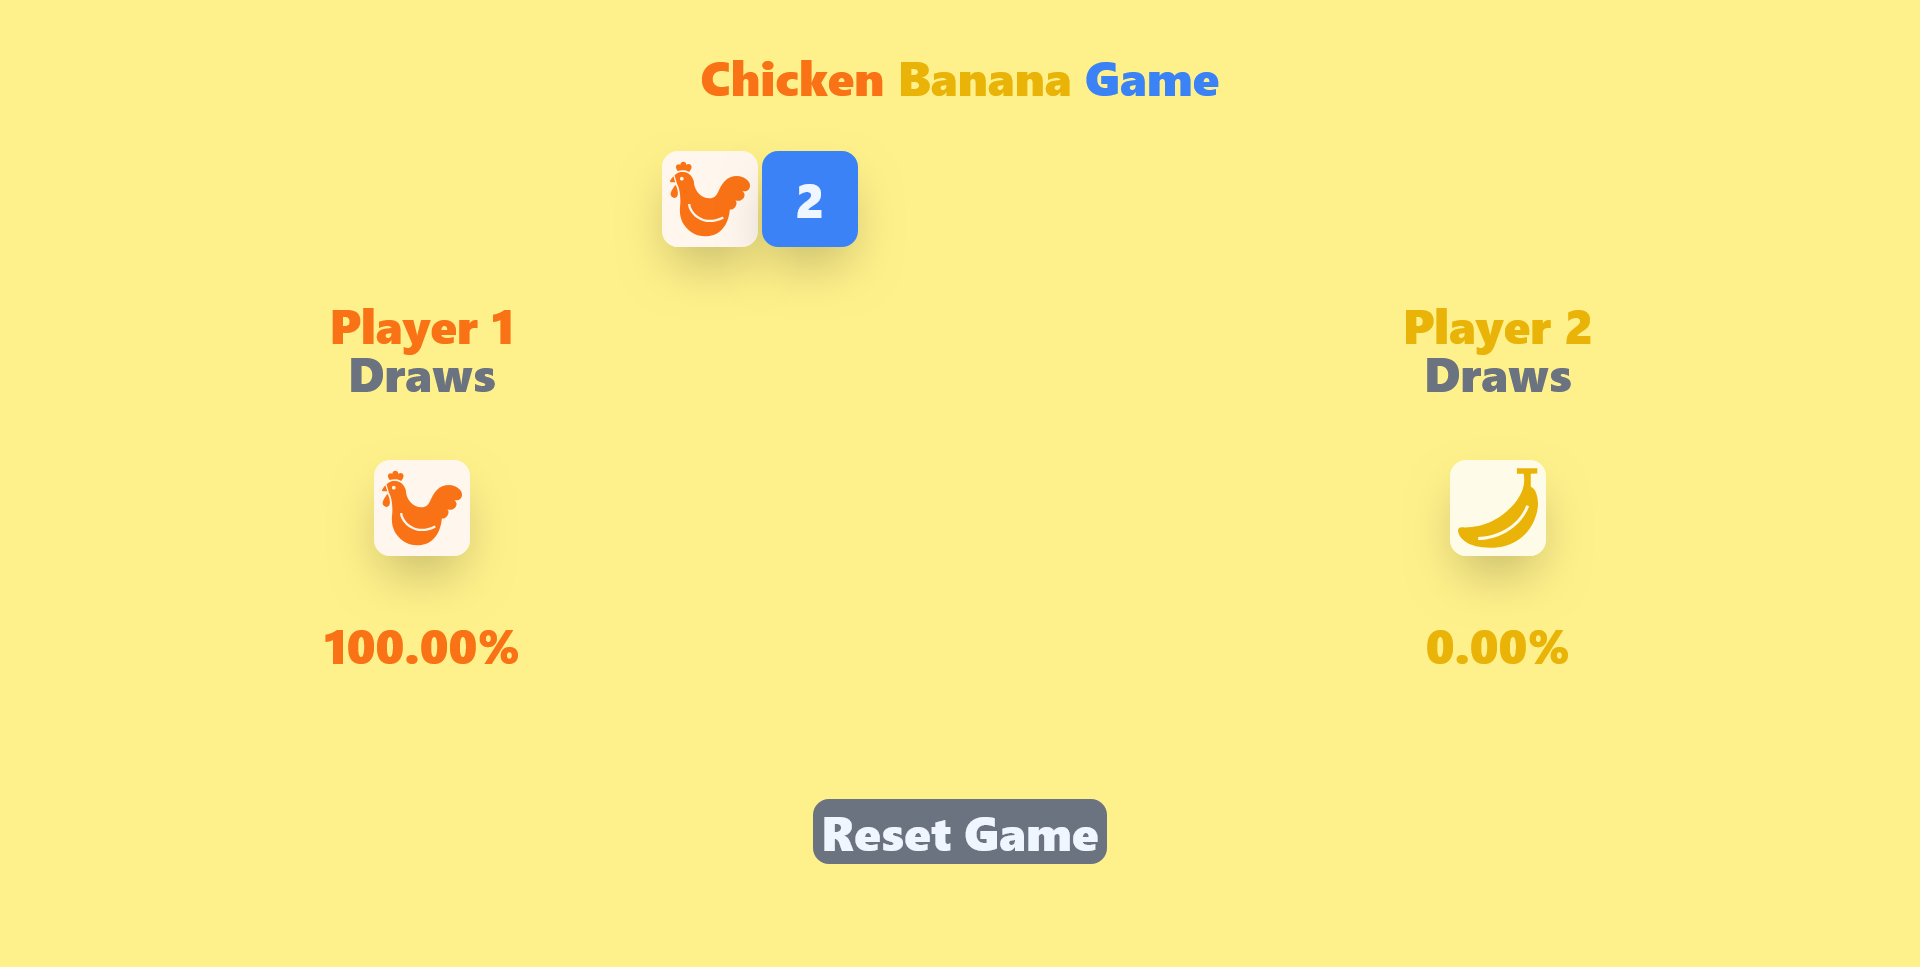 Chicken Banana Game
2
Player 1
Draws
100.00%
Player 2
Draws
0.00%
Reset Game